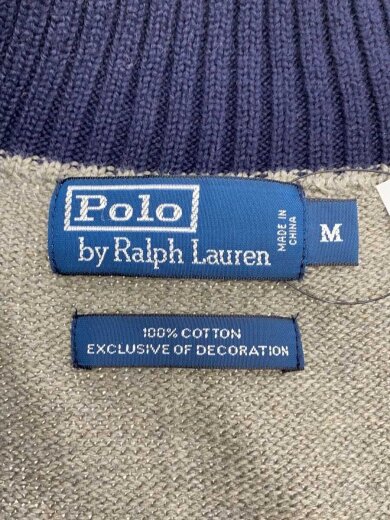 Polo
by Ralph Lauren
MADE IN
CHINA
M
100% COTTON
EXCLUSIVE OF DECORATION